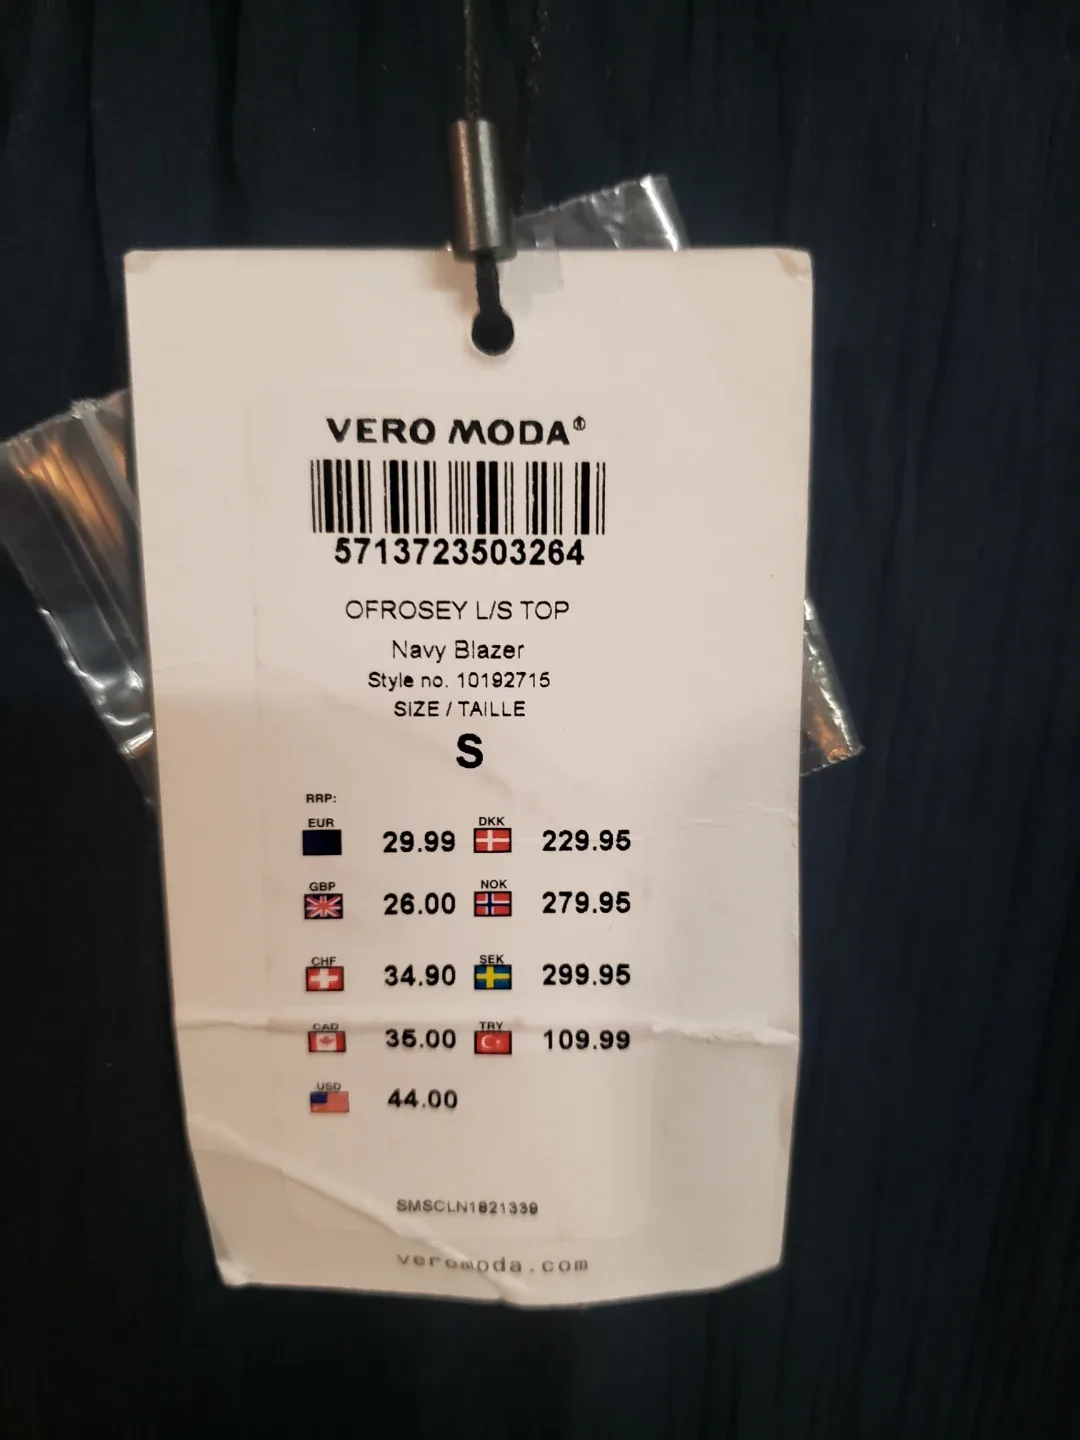 VERO MODA®
5713723503264
OFROSEY L/S TOP
Navy Blazer
Style no. 10192715
SIZE / TAILLE
S
RRP:
EUR 29.99 DKK 229.95
GBP 26.00 NOK 279.95
CHF 34.90 SEK 299.95
CAD 35.00 TRY 109.99
USD 44.00
SMSCLN1821339
veromoda.com